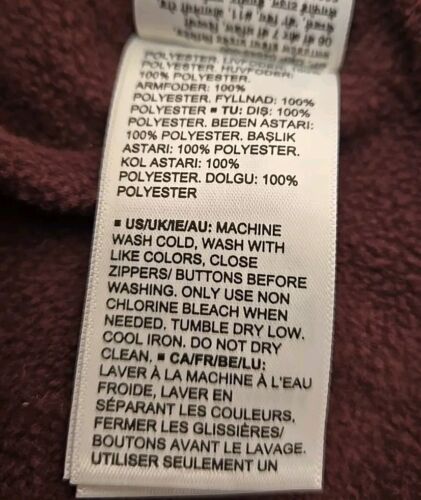 POLYESTER. LIVFODER: 100%
POLYESTER. HUVFODER:
100% POLYESTER.
ARMFODER: 100%
POLYESTER. FYLLNAD: 100%
POLYESTER ■ TU: DIŞ: 100%
POLYESTER. BEDEN ASTARI:
100% POLYESTER. BAŞLIK
ASTARI: 100% POLYESTER.
KOL ASTARI: 100%
POLYESTER. DOLGU: 100%
POLYESTER
■ US/UK/IE/AU: MACHINE
WASH COLD, WASH WITH
LIKE COLORS, CLOSE
ZIPPERS/ BUTTONS BEFORE
WASHING. ONLY USE NON
CHLORINE BLEACH WHEN
NEEDED. TUMBLE DRY LOW.
COOL IRON. DO NOT DRY
CLEAN. ■ CA/FR/BE/LU:
LAVER À LA MACHINE À L'EAU
FROIDE, LAVER EN
SÉPARANT LES COULEURS,
FERMER LES GLISSIÈRES/
BOUTONS AVANT LE LAVAGE.
UTILISER SEULEMENT UN